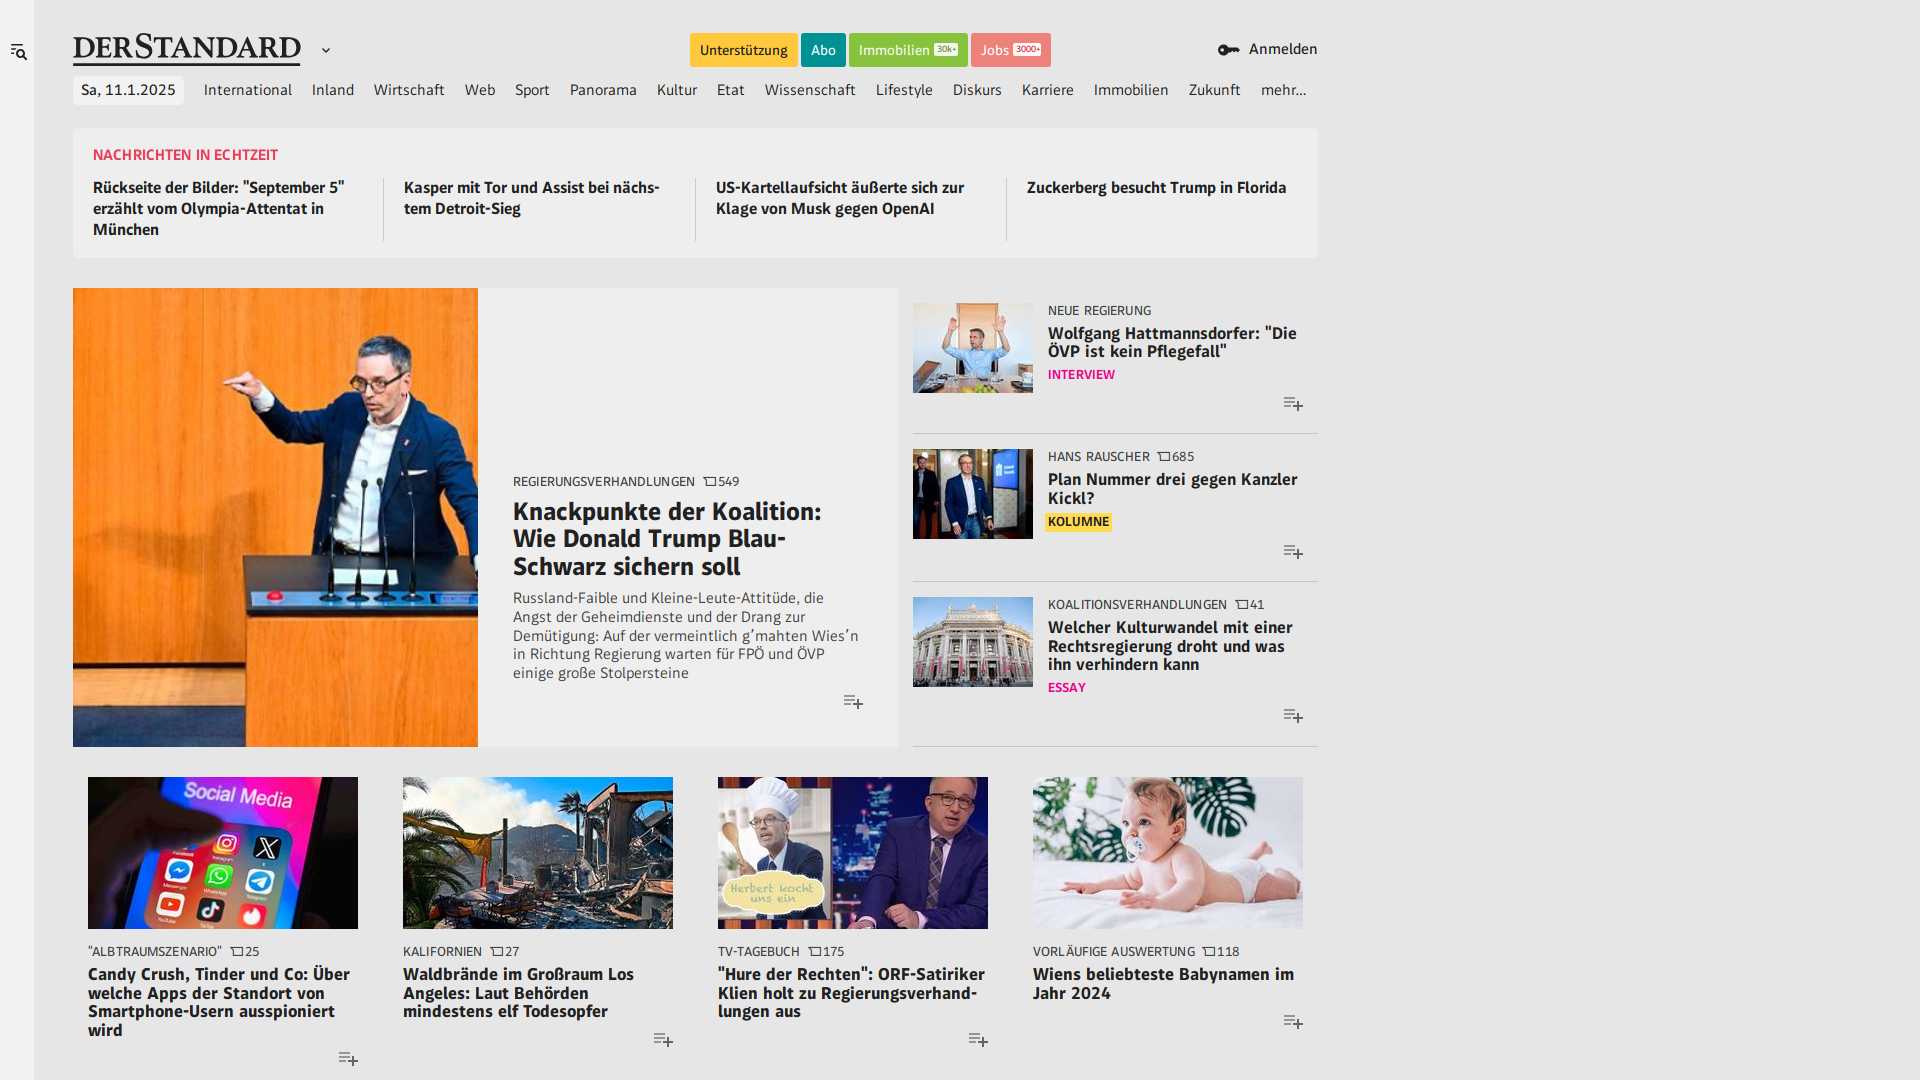 DERSTANDARD
Unterstützung
Abo
Immobilien 30k+
Jobs 3000+
Anmelden
Sa, 11.1.2025
International
Inland
Wirtschaft
Web
Sport
Panorama
Kultur
Etat
Wissenschaft
Lifestyle
Diskurs
Karriere
Immobilien
Zukunft
mehr...
NACHRICHTEN IN ECHTZEIT
Rückseite der Bilder: "September 5"
erzählt vom Olympia-Attentat in
München
Kasper mit Tor und Assist bei nächs-
tem Detroit-Sieg
US-Kartellaufsicht äußerte sich zur
Klage von Musk gegen OpenAI
Zuckerberg besucht Trump in Florida
REGIERUNGSVERHANDLUNGEN 549
Knackpunkte der Koalition:
Wie Donald Trump Blau-
Schwarz sichern soll
Russland-Faible und Kleine-Leute-Attitüde, die
Angst der Geheimdienste und der Drang zur
Demütigung: Auf der vermeintlich g’mahten Wies’n
in Richtung Regierung warten für FPÖ und ÖVP
einige große Stolpersteine
NEUE REGIERUNG
Wolfgang Hattmannsdorfer: "Die
ÖVP ist kein Pflegefall"
INTERVIEW
HANS RAUSCHER 685
Plan Nummer drei gegen Kanzler
Kickl?
KOLUMNE
KOALITIONSVERHANDLUNGEN 41
Welcher Kulturwandel mit einer
Rechtsregierung droht und was
ihn verhindern kann
ESSAY
Social Media
Facebook
Instagram
X
Messenger
WhatsApp
Telegram
YouTube
"ALBTRAUMSZENARIO" 25
Candy Crush, Tinder und Co: Über
welche Apps der Standort von
Smartphone-Usern ausspioniert
wird
KALIFORNIEN 27
Waldbrände im Großraum Los
Angeles: Laut Behörden
mindestens elf Todesopfer
Herbert kocht
uns ein
TV-TAGEBUCH 175
"Hure der Rechten": ORF-Satiriker
Klien holt zu Regierungsverhand-
lungen aus
VORLÄUFIGE AUSWERTUNG 118
Wiens beliebteste Babynamen im
Jahr 2024